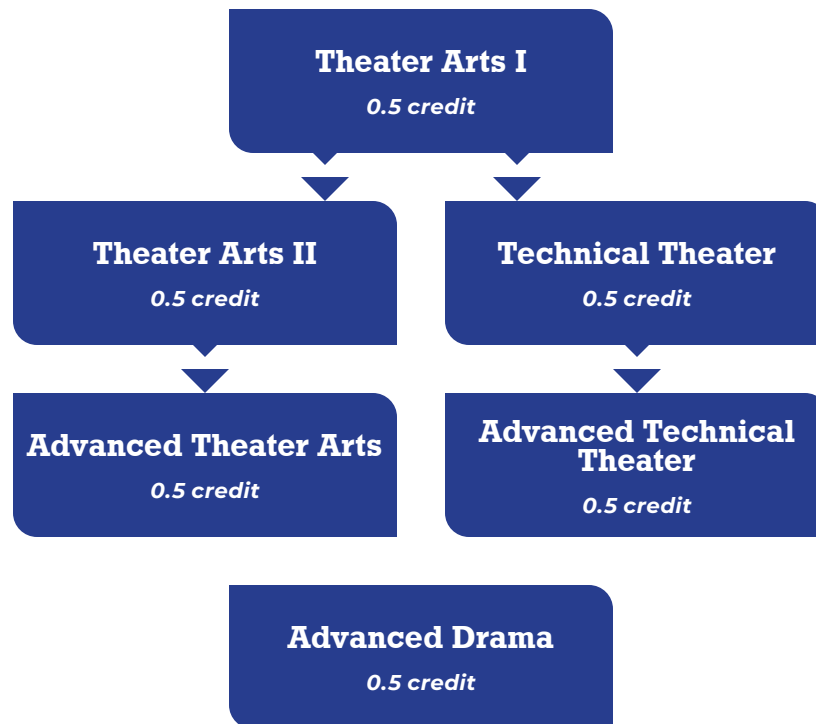 Theater Arts I
0.5 credit
Theater Arts II
0.5 credit
Technical Theater
0.5 credit
Advanced Theater Arts
0.5 credit
Advanced Technical
Theater
0.5 credit
Advanced Drama
0.5 credit